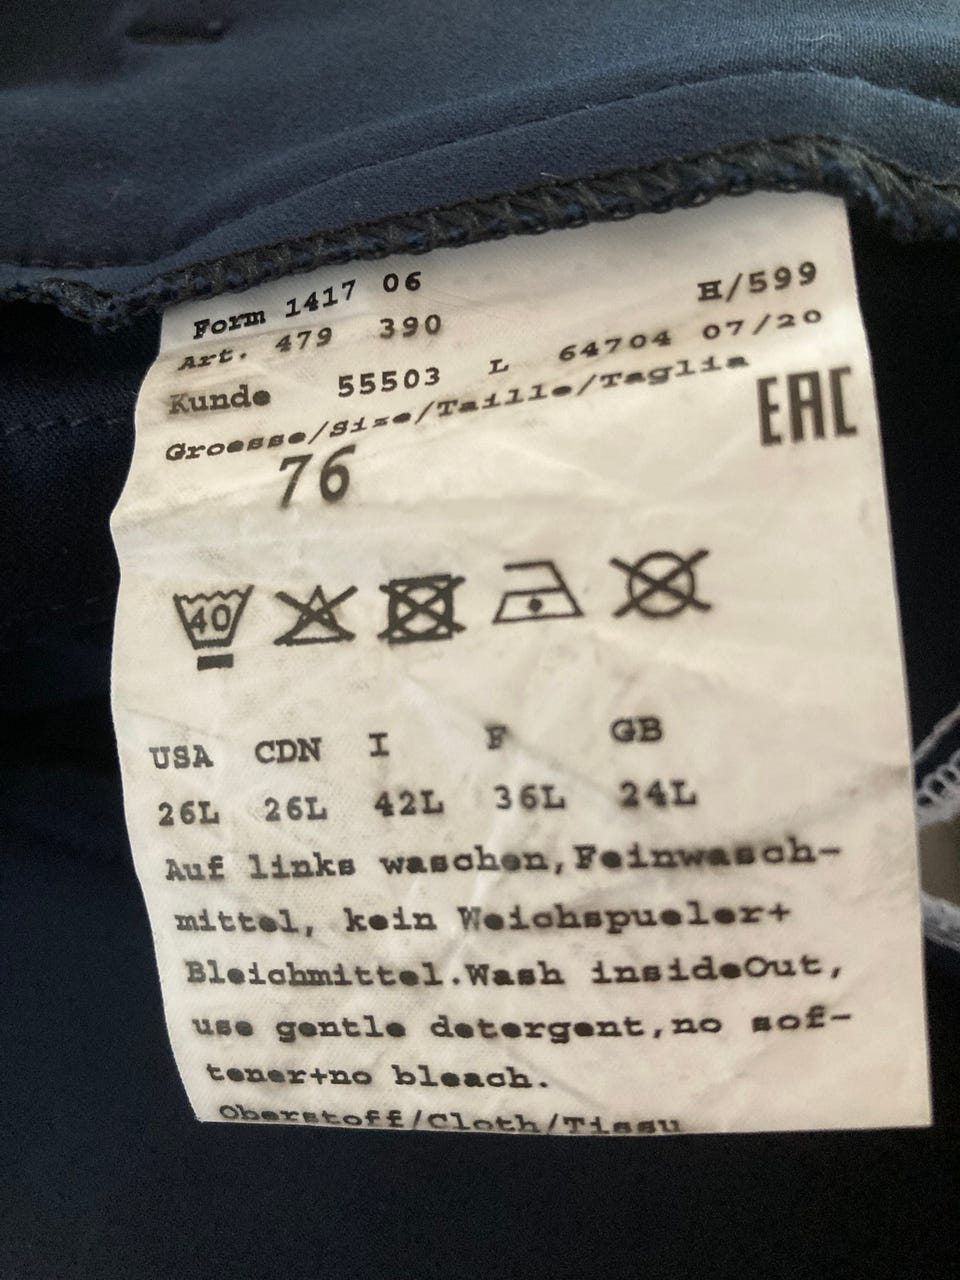 Form 1417 06
H/599
Art. 479 390
Kunde 55503 L 64704 07/20
Groesse/Size/Taille/Taglia
EAC
76
40
USA CDN I F GB
26L 26L 42L 36L 24L
Auf links waschen,Feinwasch-
mittel, kein Weichspueler+
Bleichmittel.Wash insideOut,
use gentle detergent,no sof-
tener+no bleach.
Oberstoff/Cloth/Tissu